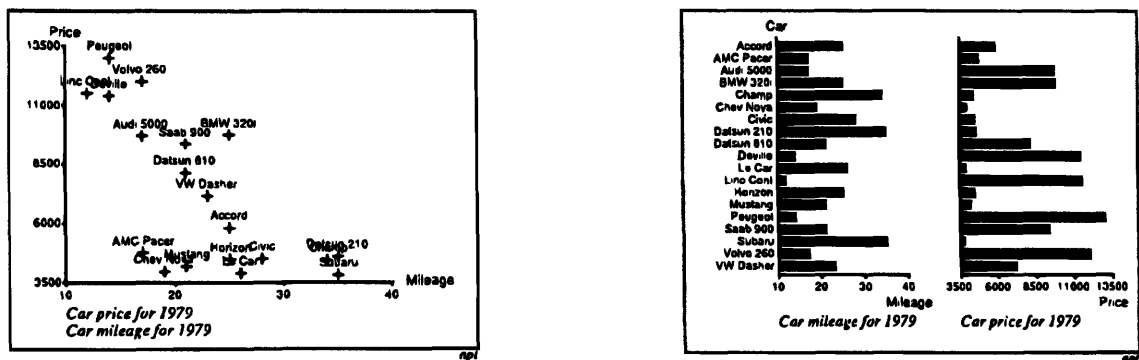 Price
13500
Peugeot
Volvo 260
Linc Conl
11000
Audi 5000
Saab 900
BMW 320i
8500
Datsun 810
VW Dasher
6000
Accord
AMC Pacer
Mustang
Horizon
Civic
Datsun 210
Le Car
Subaru
3500
10
20
30
40
Mileage
Car price for 1979
Car mileage for 1979
apt
Car
Accord
AMC Pacer
Audi 5000
BMW 320i
Champ
Chev Nova
Civic
Datsun 210
Datsun 810
Deville
Le Car
Linc Conl
Horizon
Mustang
Peugeot
Saab 900
Subaru
Volvo 260
VW Dasher
10 20 30 40
Mileage
3500 6000 8500 11000 13500
Price
Car mileage for 1979
Car price for 1979
apt